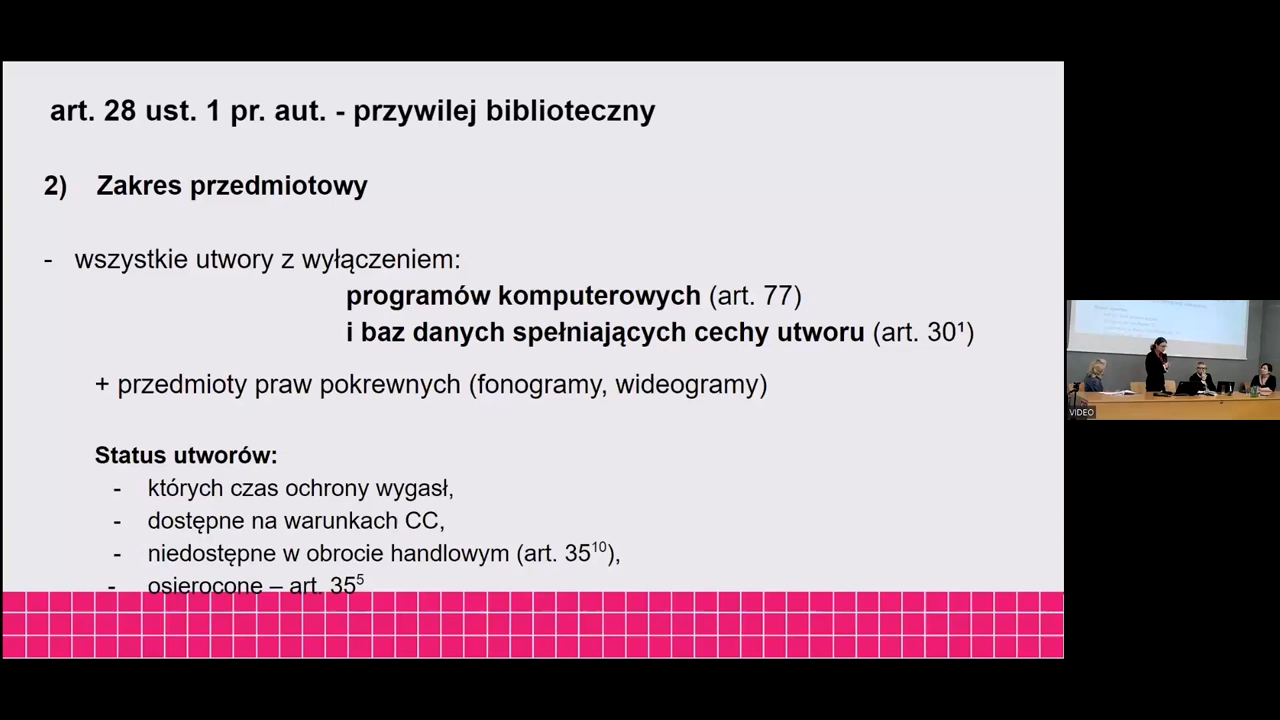 art. 28 ust. 1 pr. aut. - przywilej biblioteczny
2) Zakres przedmiotowy
- wszystkie utwory z wyłączeniem:
programów komputerowych (art. 77)
i baz danych spełniających cechy utworu (art. 30¹)
+ przedmioty praw pokrewnych (fonogramy, wideogramy)
Status utworów:
- których czas ochrony wygasł,
- dostępne na warunkach CC,
- niedostępne w obrocie handlowym (art. 35¹⁰),
- osierocone – art. 35⁵
VIDEO